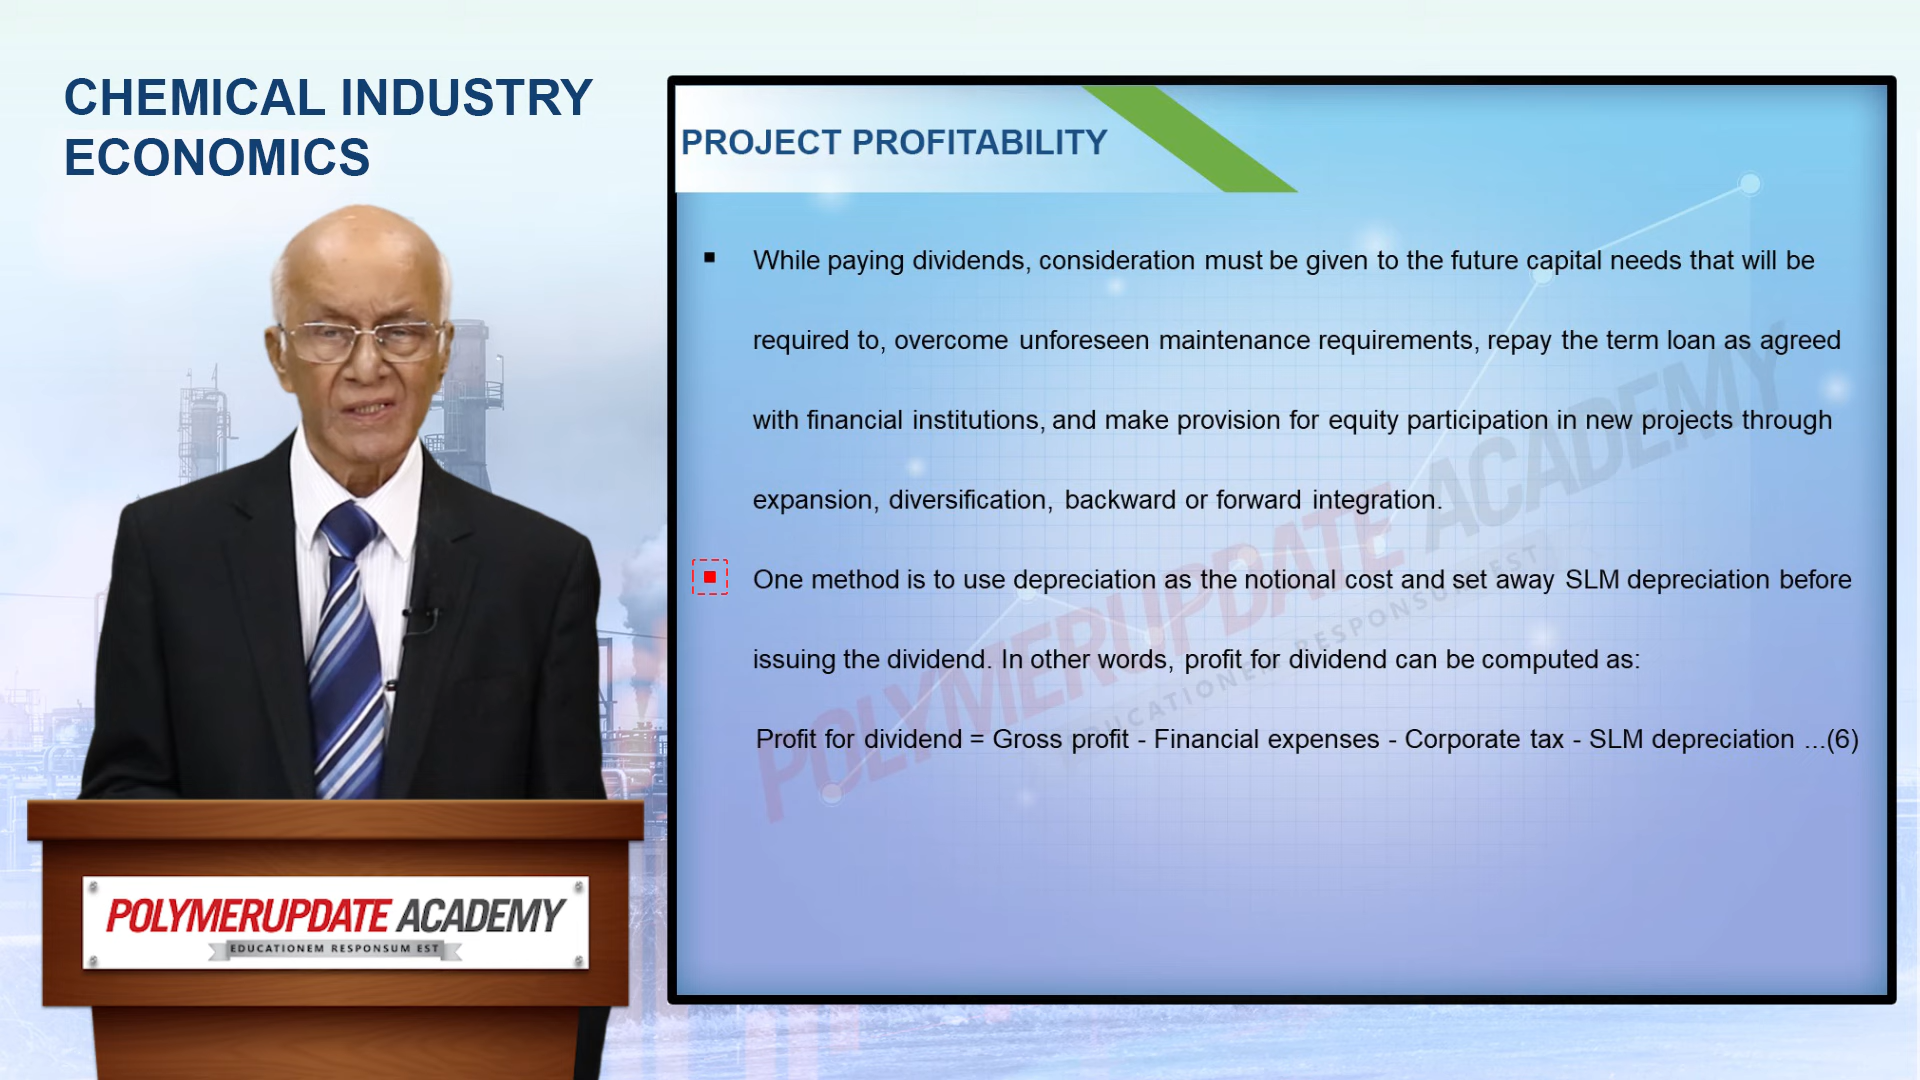 CHEMICAL INDUSTRY
ECONOMICS
PROJECT PROFITABILITY
▪ While paying dividends, consideration must be given to the future capital needs that will be
required to, overcome unforeseen maintenance requirements, repay the term loan as agreed
with financial institutions, and make provision for equity participation in new projects through
expansion, diversification, backward or forward integration.
▪ One method is to use depreciation as the notional cost and set away SLM depreciation before
issuing the dividend. In other words, profit for dividend can be computed as:
Profit for dividend = Gross profit - Financial expenses - Corporate tax - SLM depreciation ...(6)
POLYMERUPDATE ACADEMY
EDUCATIONEM RESPONSUM EST
POLYMERUPDATE ACADEMY
EDUCATIONEM RESPONSUM EST